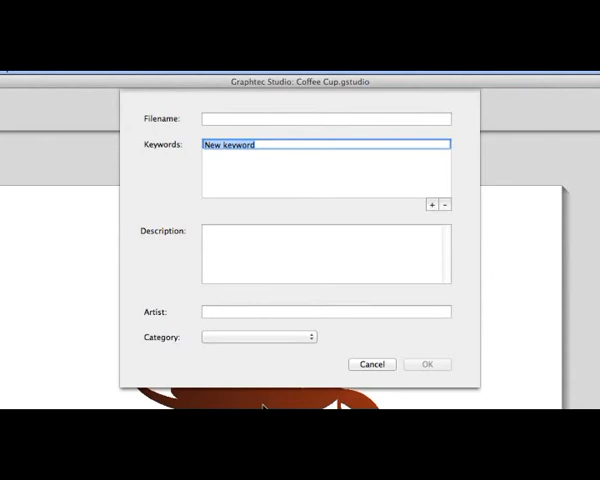 Graphtec Studio: Coffee Cup.gstudio
Filename:
Keywords:
New keyword
+ -
Description:
Artist:
Category:
Cancel
OK